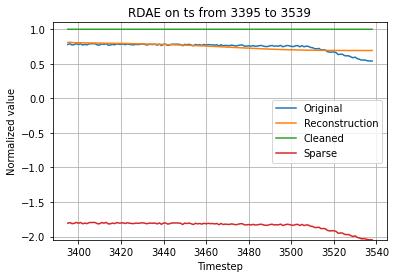 RDAE on ts from 3395 to 3539
Normalized value
1.0
0.5
0.0
−0.5
−1.0
−1.5
−2.0
Original
Reconstruction
Cleaned
Sparse
3400 3420 3440 3460 3480 3500 3520 3540
Timestep